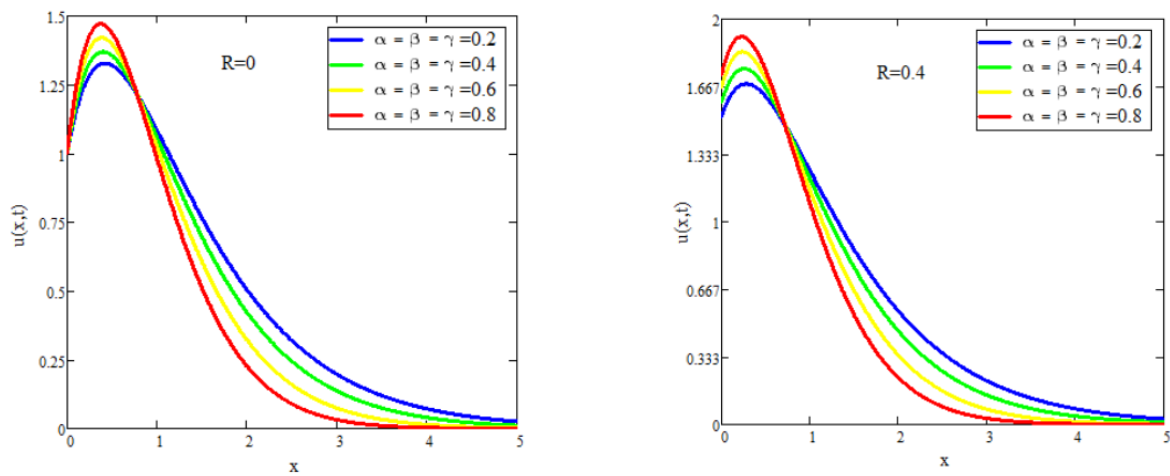 1.5
1.25
1
0.75
0.5
0.25
0
u(x,t)
R=0
α = β = γ =0.2
α = β = γ =0.4
α = β = γ =0.6
α = β = γ =0.8
0 1 2 3 4 5
x
2
1.667
1.333
1
0.667
0.333
0
u(x,t)
R=0.4
α = β = γ=0.2
α = β = γ=0.4
α = β = γ=0.6
α = β = γ=0.8
0 1 2 3 4 5
x